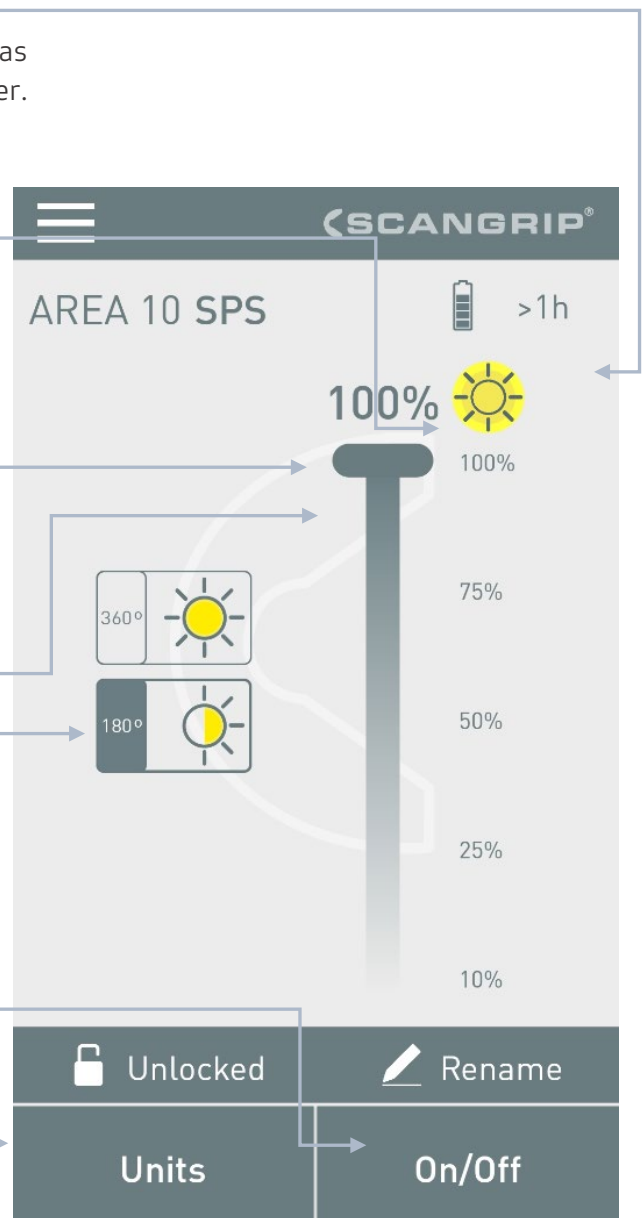 as
er.
SCANGRIP®
AREA 10 SPS >1h
100%
100%
360°
75%
180°
50%
25%
10%
Unlocked Rename
Units On/Off